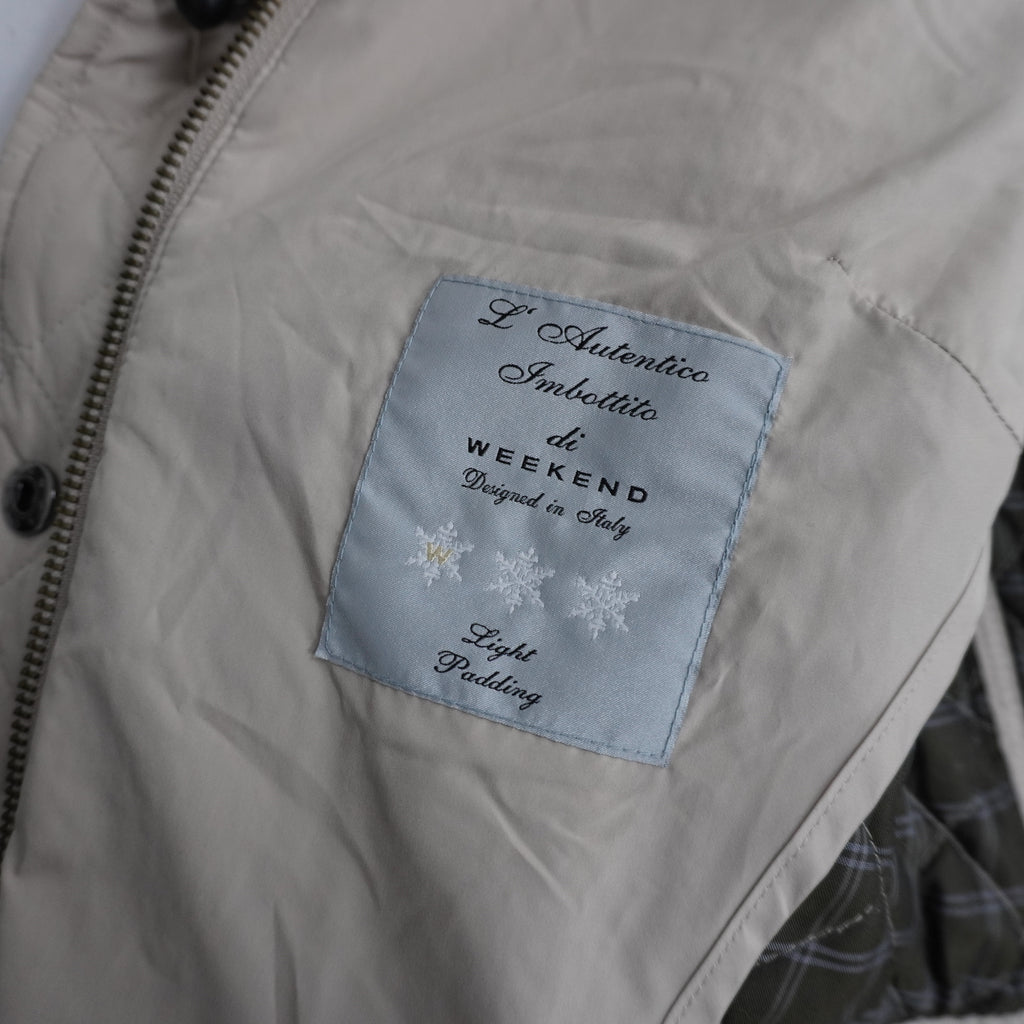 L' Autentico
Imbottito
di
WEEKEND
Designed in Italy
W
Light
Padding